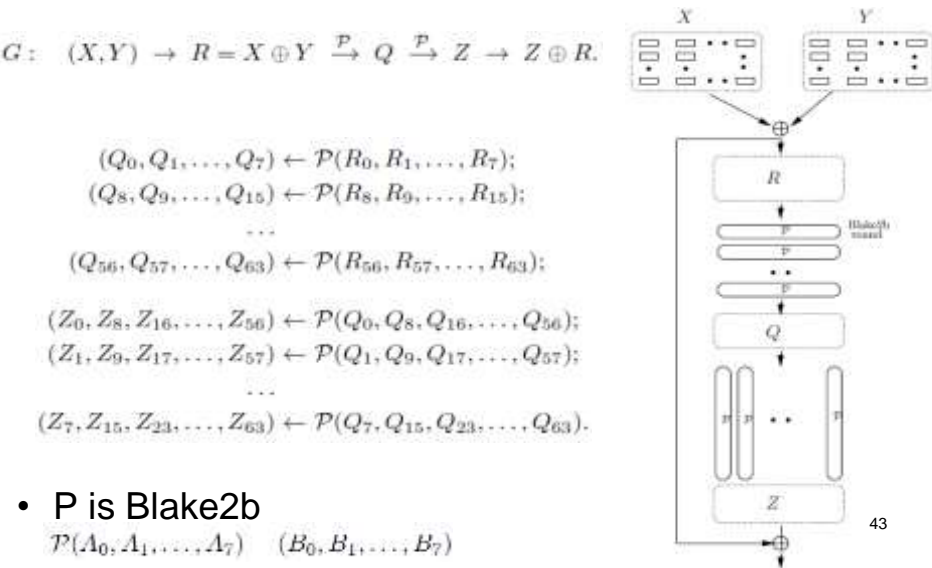 G : (X,Y) → R = X ⊕ Y 𝒫→ Q 𝒫→ Z → Z ⊕ R.
(Q₀, Q₁, . . . , Q₇) ← 𝒫(R₀, R₁, . . . , R₇);
(Q₈, Q₉, . . . , Q₁₅) ← 𝒫(R₈, R₉, . . . , R₁₅);
. . .
(Q₅₆, Q₅₇, . . . , Q₆₃) ← 𝒫(R₅₆, R₅₇, . . . , R₆₃);
(Z₀, Z₈, Z₁₆, . . . , Z₅₆) ← 𝒫(Q₀, Q₈, Q₁₆, . . . , Q₅₆);
(Z₁, Z₉, Z₁₇, . . . , Z₅₇) ← 𝒫(Q₁, Q₉, Q₁₇, . . . , Q₅₇);
. . .
(Z₇, Z₁₅, Z₂₃, . . . , Z₆₃) ← 𝒫(Q₇, Q₁₅, Q₂₃, . . . , Q₆₃).
• P is Blake2b
𝒫(A₀, A₁, . . . , A₇) (B₀, B₁, . . . , B₇)
X Y
R
P
Blake2b
round
P
P
Q
P P P
Z
43